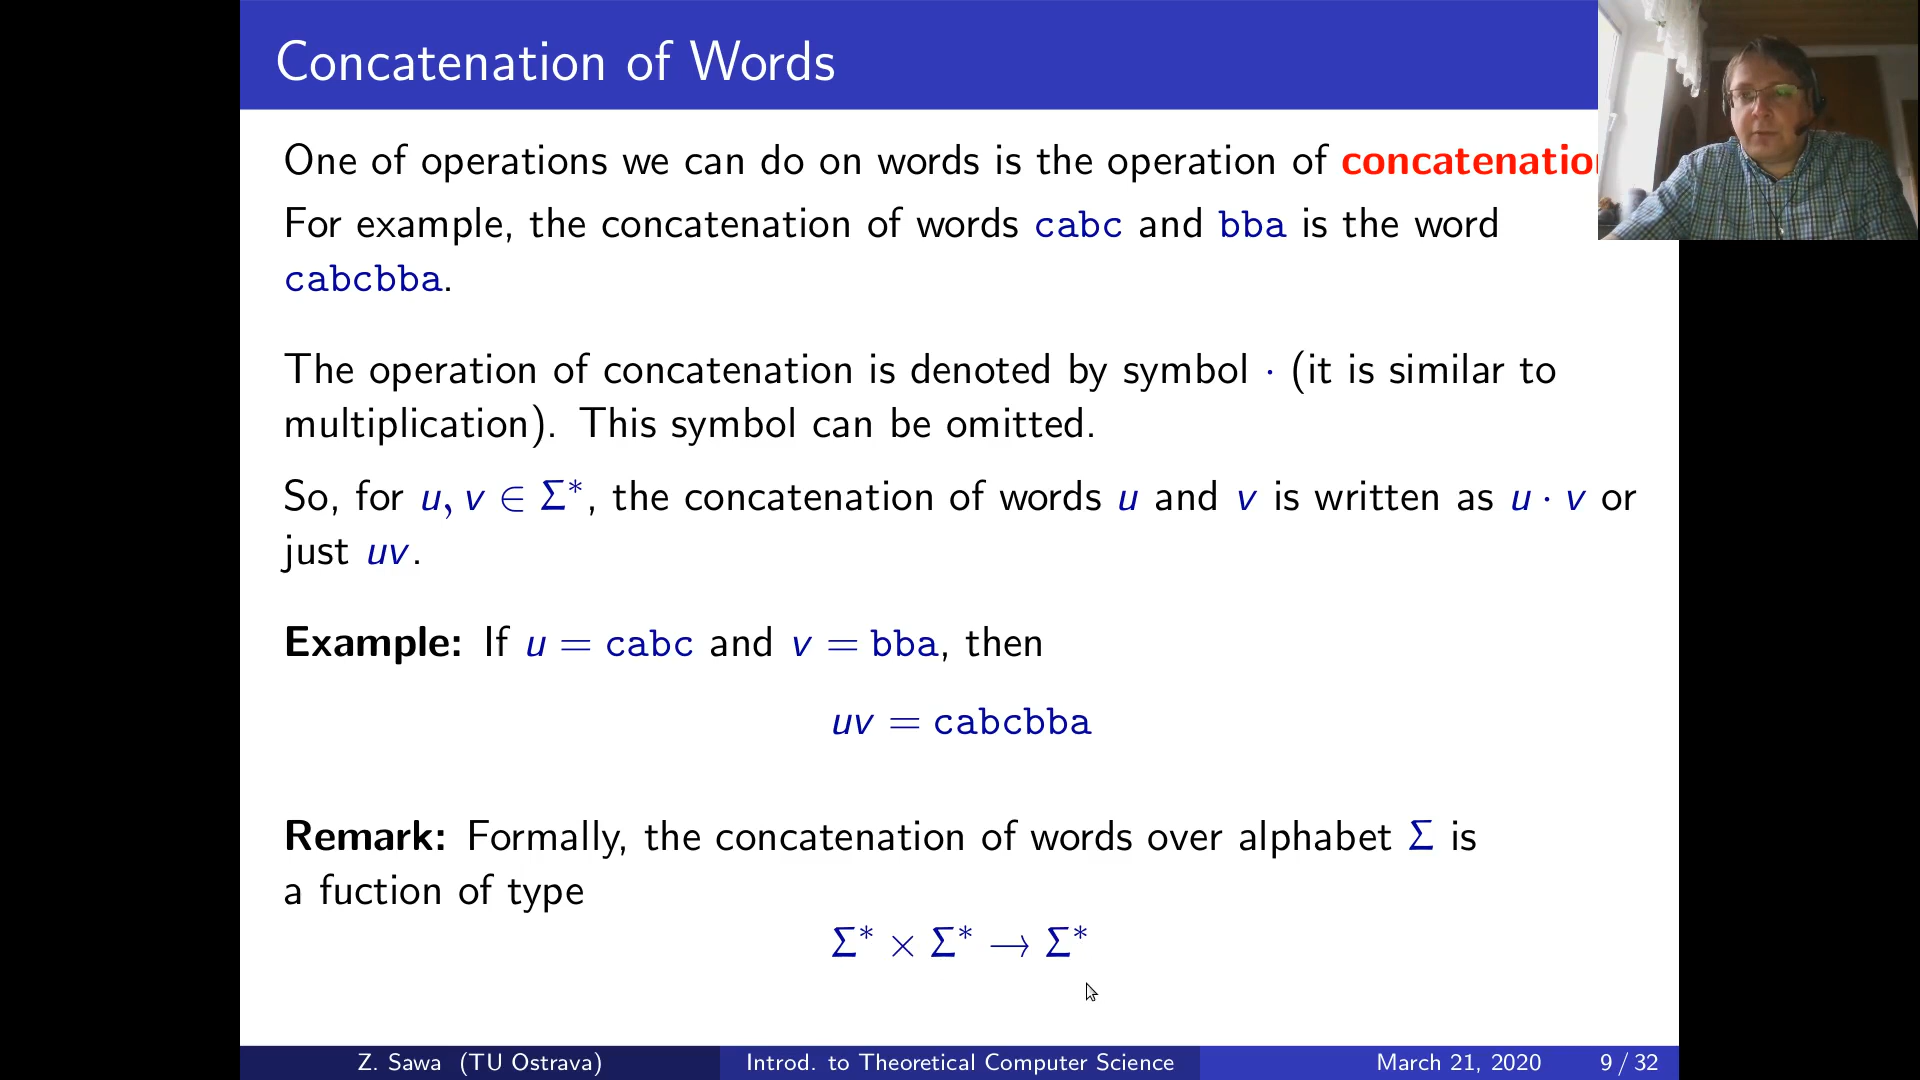 Concatenation of Words
One of operations we can do on words is the operation of concatenatio
For example, the concatenation of words cabc and bba is the word
cabcbba.
The operation of concatenation is denoted by symbol · (it is similar to
multiplication). This symbol can be omitted.
So, for u, v ∈ Σ*, the concatenation of words u and v is written as u · v or
just uv.
Example: If u = cabc and v = bba, then
uv = cabcbba
Remark: Formally, the concatenation of words over alphabet Σ is
a fuction of type
Σ* × Σ* → Σ*
Z. Sawa (TU Ostrava) Introd. to Theoretical Computer Science March 21, 2020 9 / 32